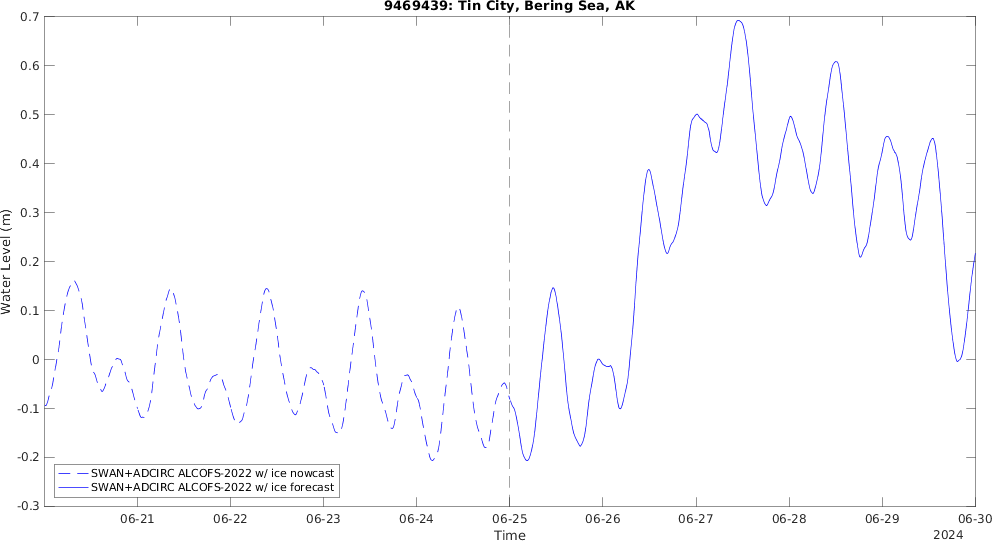 9469439: Tin City, Bering Sea, AK
0.7
0.6
0.5
0.4
0.3
0.2
0.1
0
-0.1
-0.2
-0.3
Water Level (m)
SWAN+ADCIRC ALCOFS-2022 w/ ice nowcast
SWAN+ADCIRC ALCOFS-2022 w/ ice forecast
06-21 06-22 06-23 06-24 06-25 06-26 06-27 06-28 06-29 06-30
Time
2024